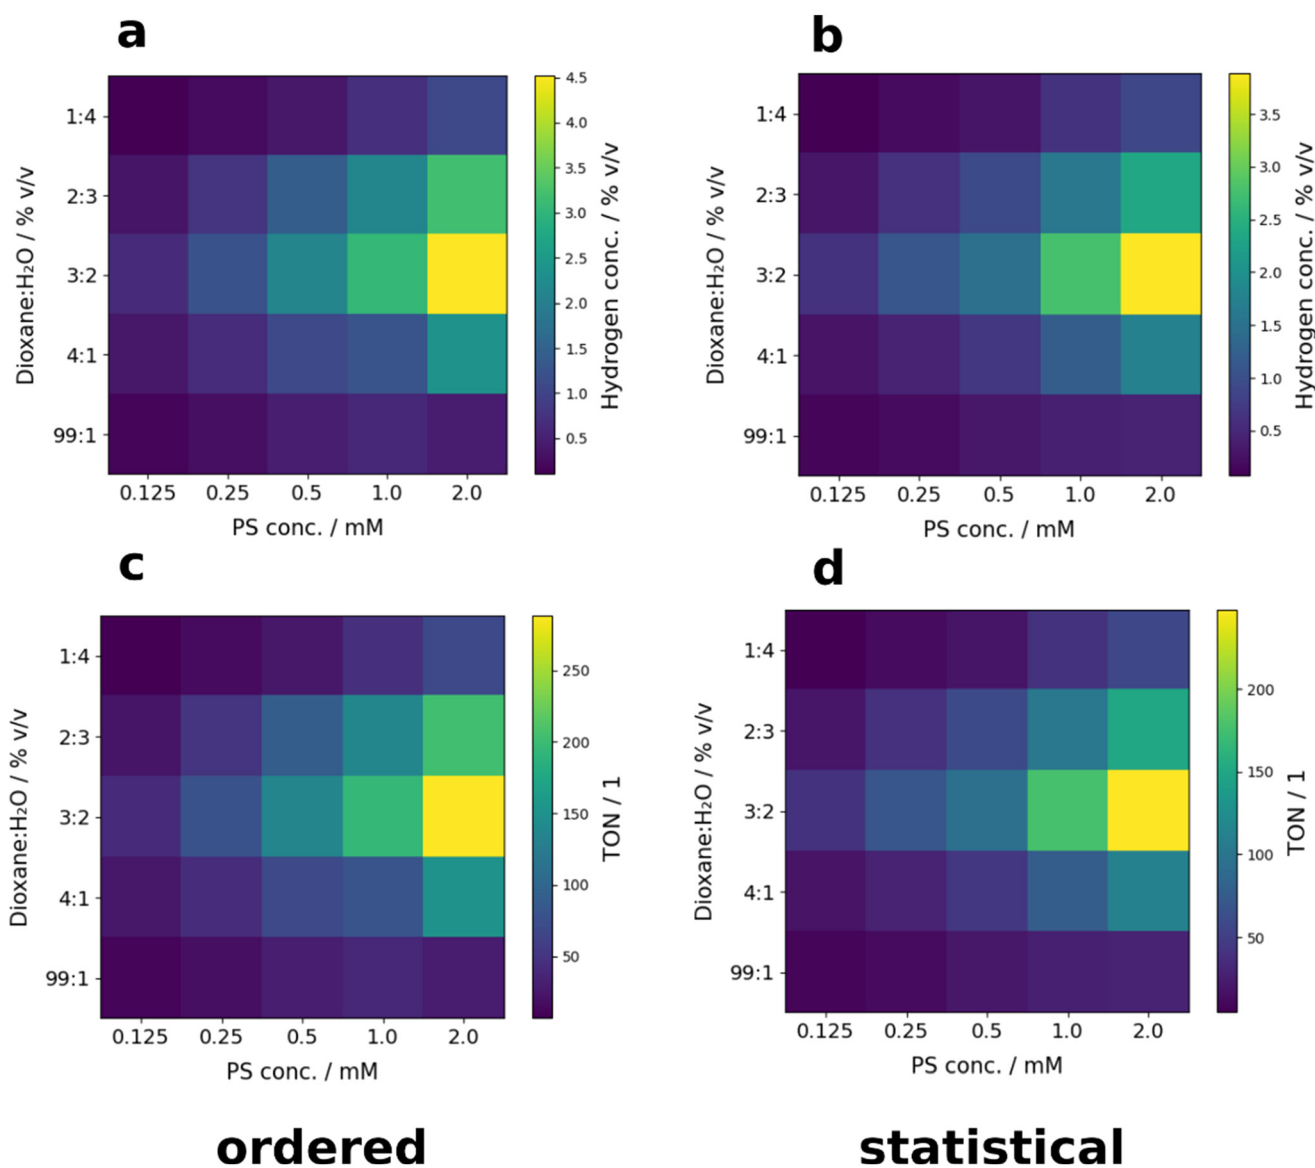 a
b
1:4
2:3
3:2
4:1
99:1
Dioxane:H₂O / % v/v
0.125 0.25 0.5 1.0 2.0
PS conc. / mM
4.5
4.0
3.5
3.0
2.5
2.0
1.5
1.0
0.5
Hydrogen conc. / % v/v
1:4
2:3
3:2
4:1
99:1
Dioxane:H₂O / % v/v
0.125 0.25 0.5 1.0 2.0
PS conc. / mM
3.5
3.0
2.5
2.0
1.5
1.0
0.5
Hydrogen conc. / % v/v
c
d
1:4
2:3
3:2
4:1
99:1
Dioxane:H₂O / % v/v
0.125 0.25 0.5 1.0 2.0
PS conc. / mM
250
200
150
100
50
TON / 1
1:4
2:3
3:2
4:1
99:1
Dioxane:H₂O / % v/v
0.125 0.25 0.5 1.0 2.0
PS conc. / mM
200
150
100
50
TON / 1
ordered
statistical